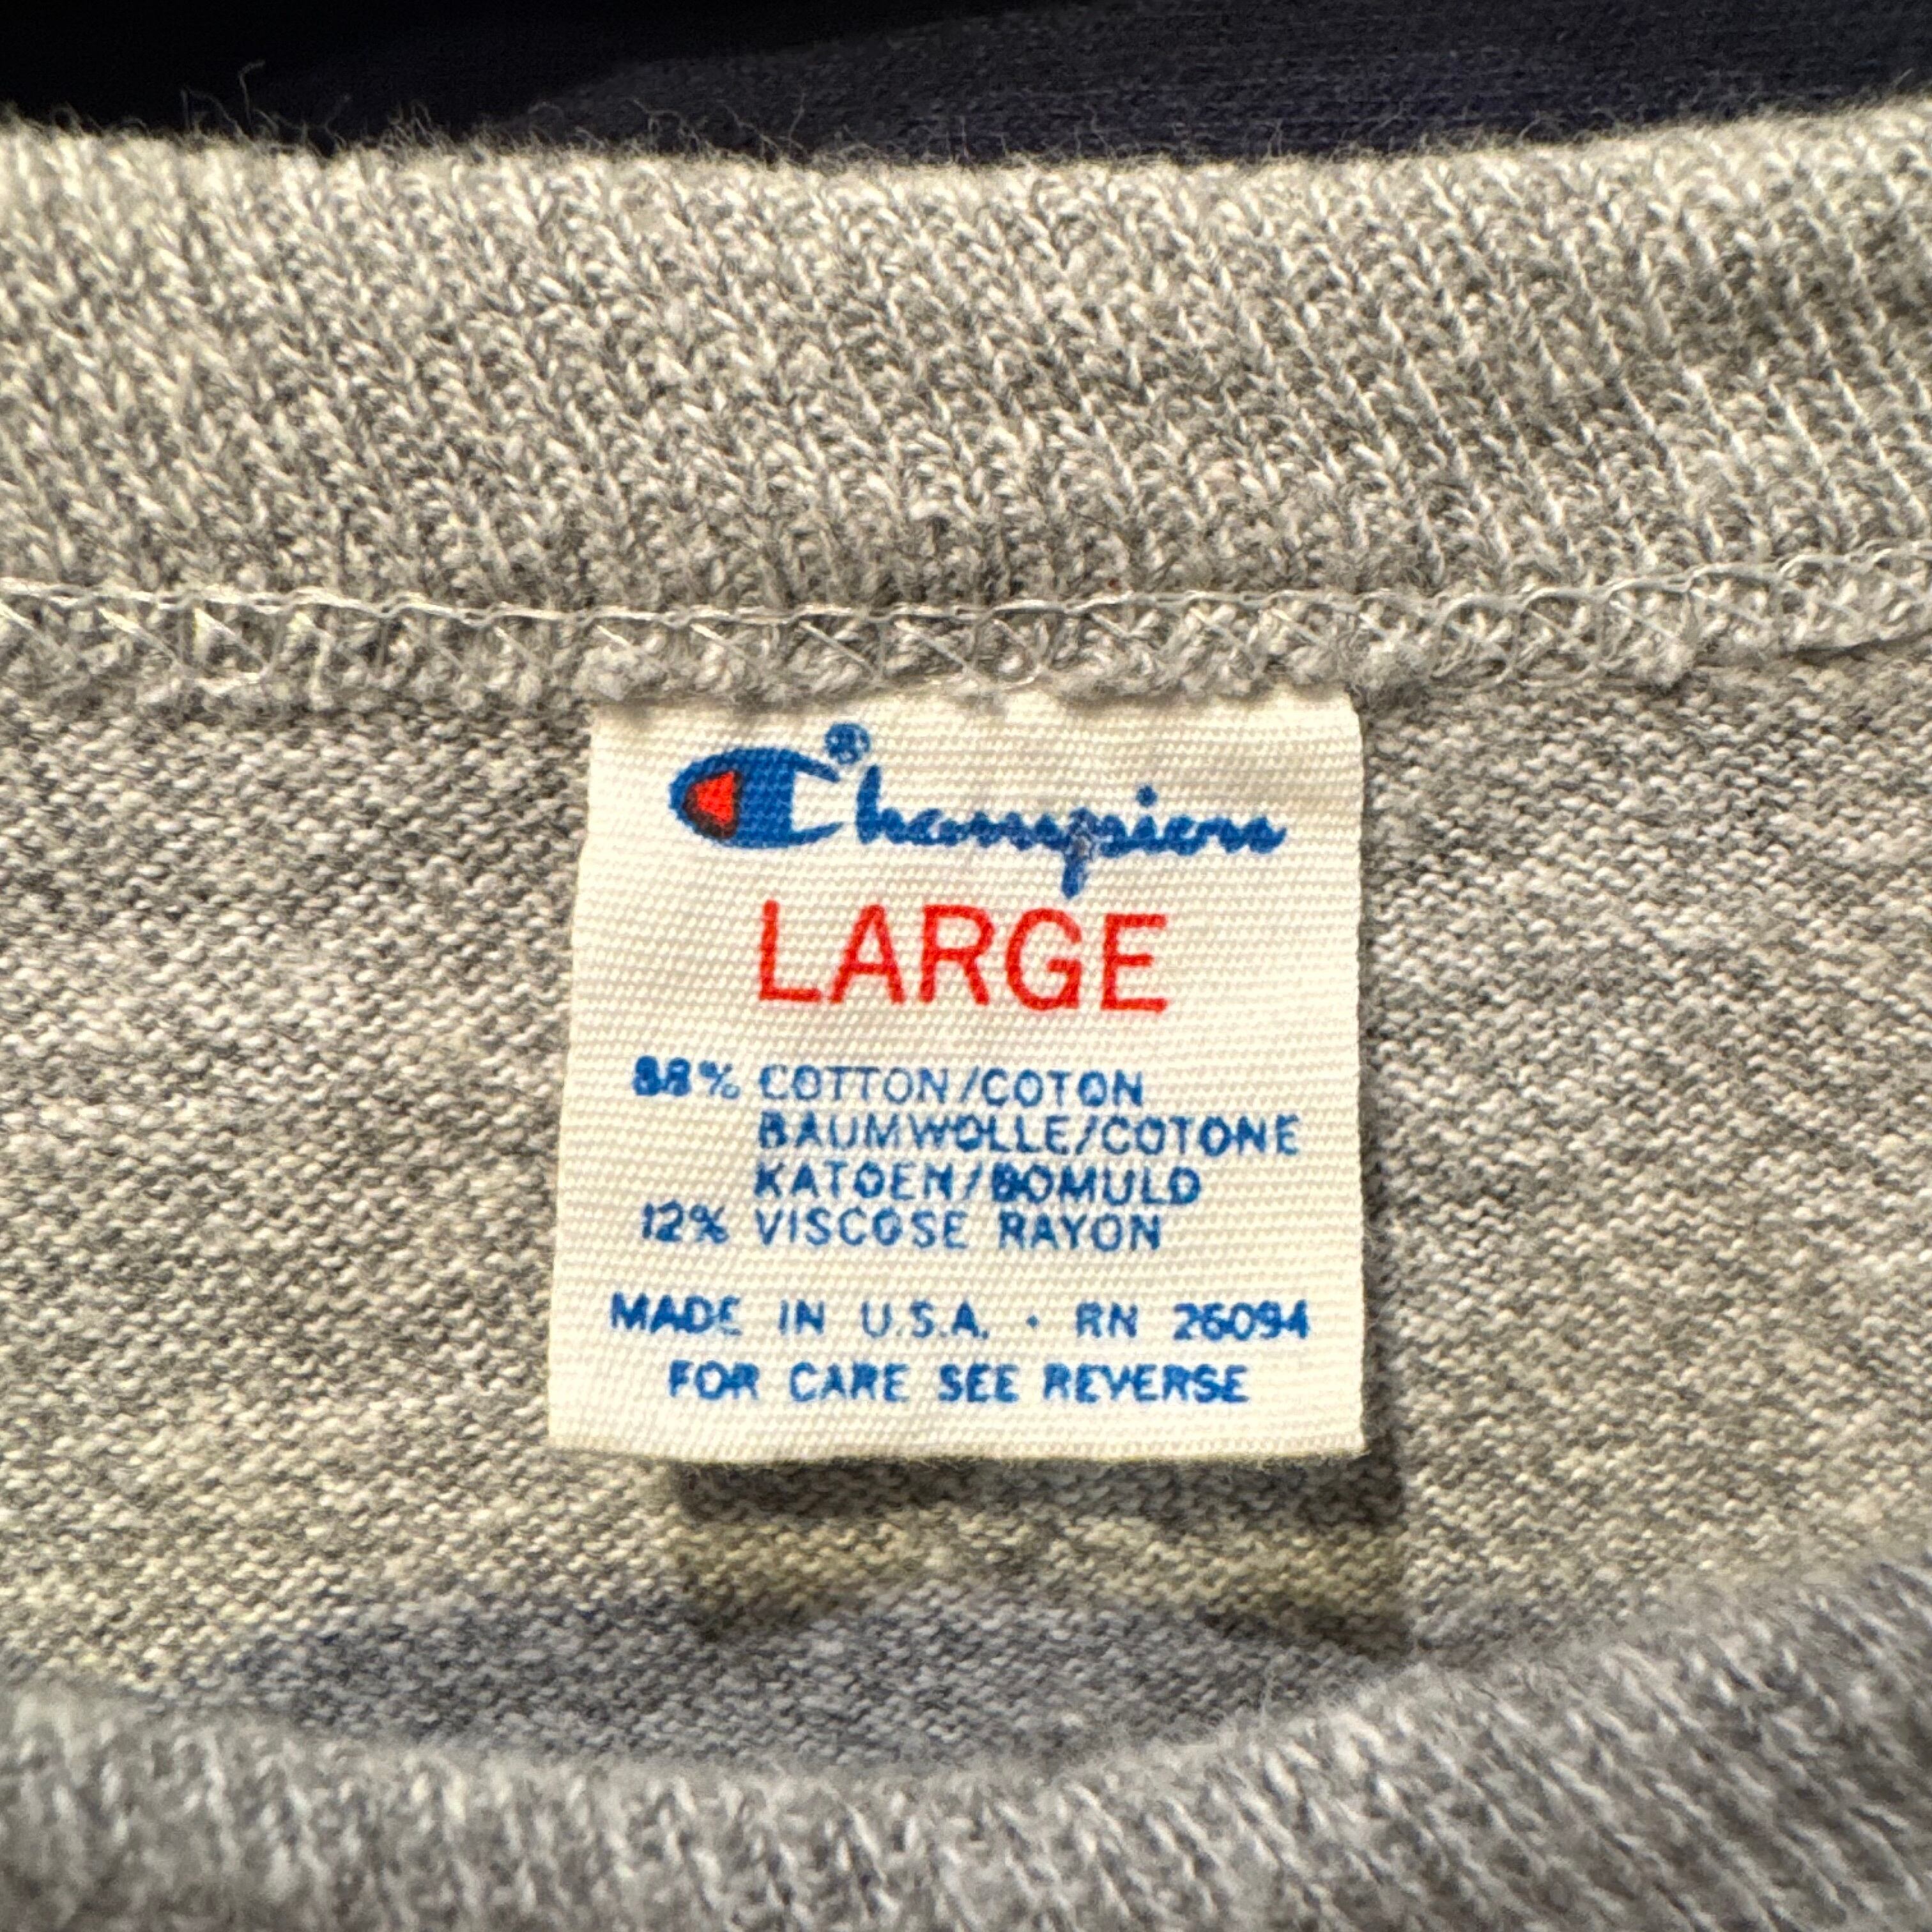 Champion®
LARGE
88% COTTON/COTON
BAUMWOLLE/COTONE
KATOEN/BOMULD
12% VISCOSE RAYON
MADE IN U.S.A. • RN 26094
FOR CARE SEE REVERSE